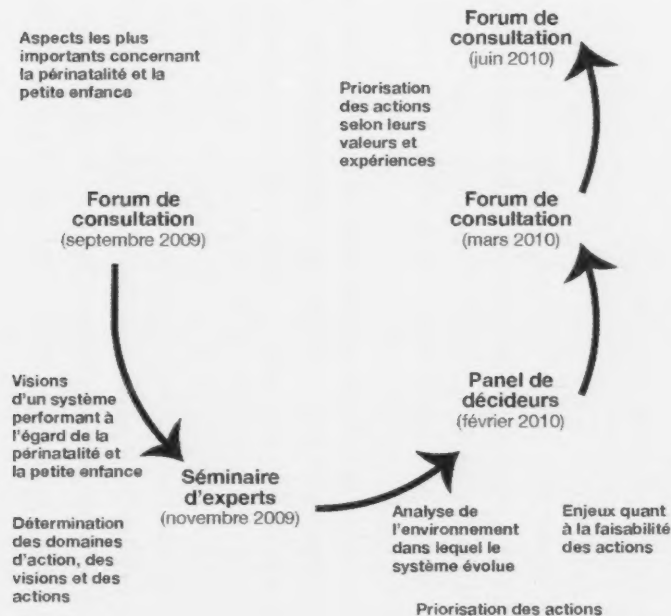 Aspects les plus
importants concernant
la périnatalité et la
petite enfance
Forum de
consultation
(septembre 2009)
Visions
d'un système
performant à
l'égard de la
périnatalité et
la petite enfance
Détermination
des domaines
d'action, des
visions et des
actions
Séminaire
d'experts
(novembre 2009)
Analyse de
l'environnement
dans lequel le
système évolue
Enjeux quant
à la faisabilité
des actions
Priorisation des actions
Panel de
décideurs
(février 2010)
Forum de
consultation
(mars 2010)
Priorisation
des actions
selon leurs
valeurs et
expériences
Forum de
consultation
(juin 2010)